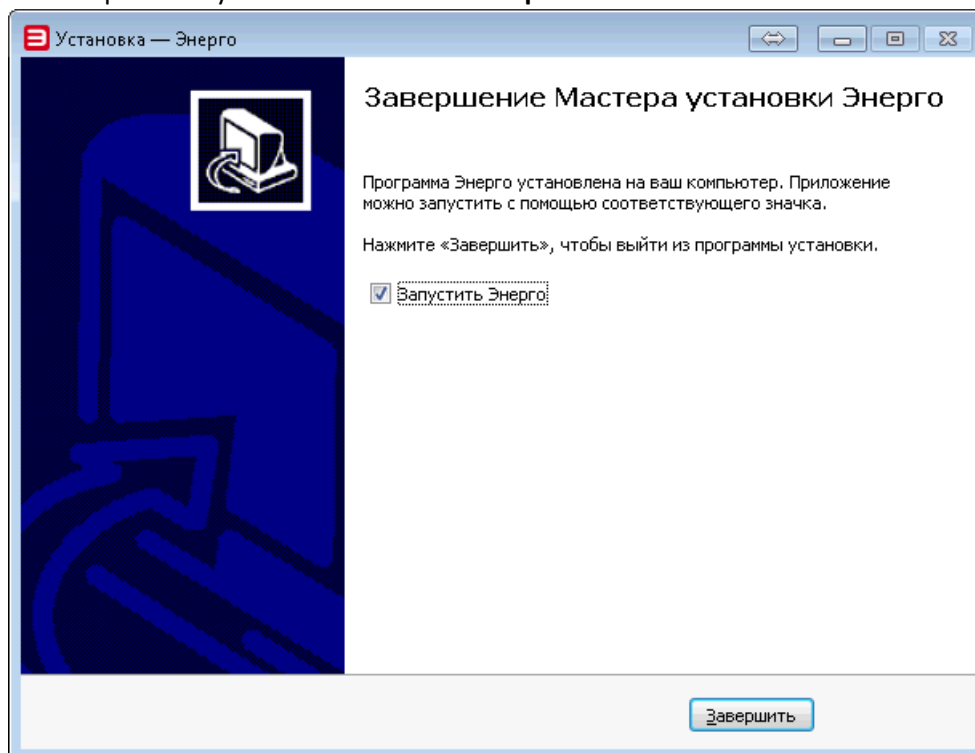 Установка — Энерго
Завершение Мастера установки Энерго
Программа Энерго установлена на ваш компьютер. Приложение
можно запустить с помощью соответствующего значка.
Нажмите «Завершить», чтобы выйти из программы установки.
Запустить Энерго
Завершить